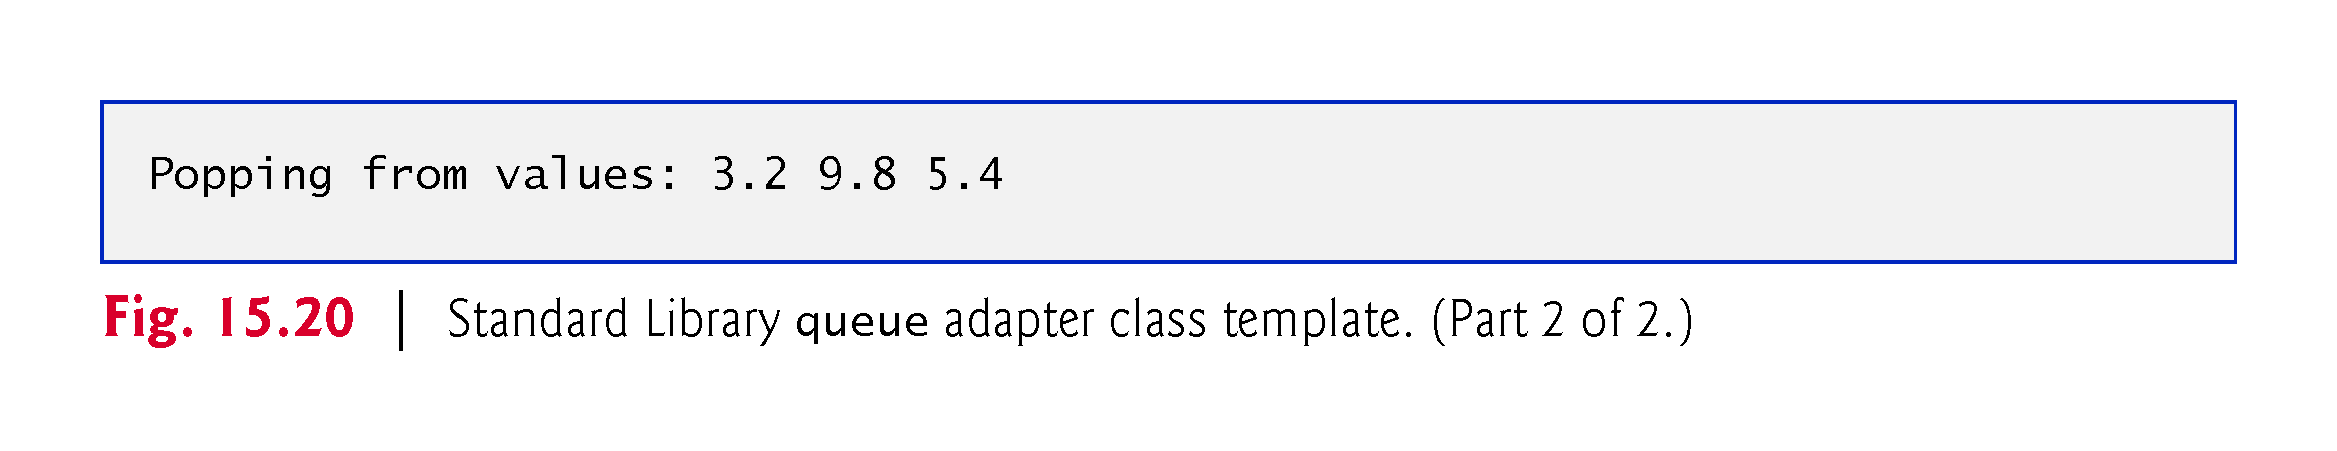 Popping from values: 3.2 9.8 5.4
Fig. 15.20 | Standard Library queue adapter class template. (Part 2 of 2.)